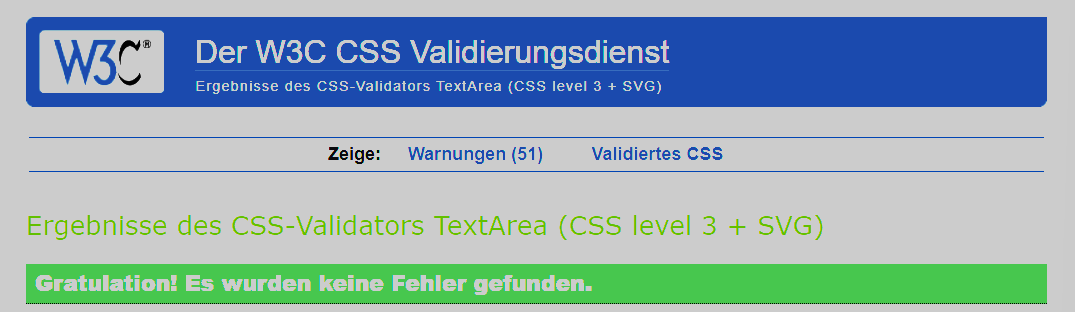 W3C®
Der W3C CSS Validierungsdienst
Ergebnisse des CSS-Validators TextArea (CSS level 3 + SVG)
Zeige: Warnungen (51) Validiertes CSS
Ergebnisse des CSS-Validators TextArea (CSS level 3 + SVG)
Gratulation! Es wurden keine Fehler gefunden.